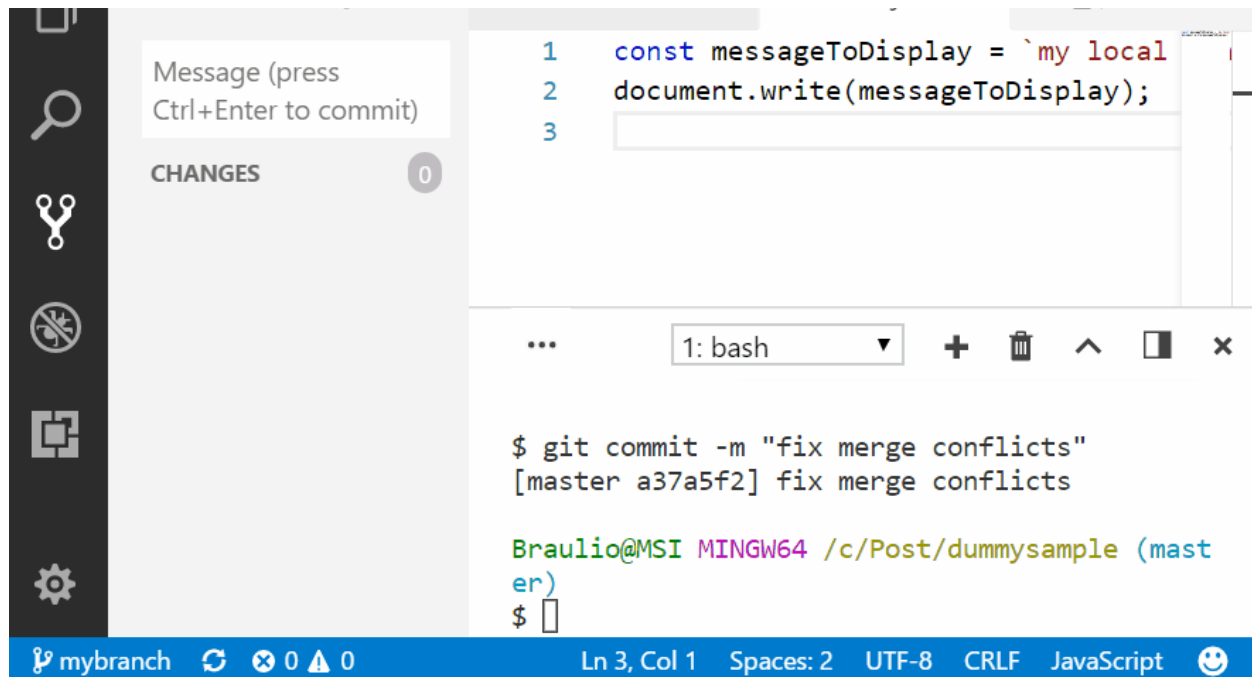 Message (press
Ctrl+Enter to commit)
CHANGES 0
1 const messageToDisplay = `my local
2 document.write(messageToDisplay);
3
1: bash
$ git commit -m "fix merge conflicts"
[master a37a5f2] fix merge conflicts
Braulio@MSI MINGW64 /c/Post/dummysample (mast
er)
$
mybranch 0 0 Ln 3, Col 1 Spaces: 2 UTF-8 CRLF JavaScript